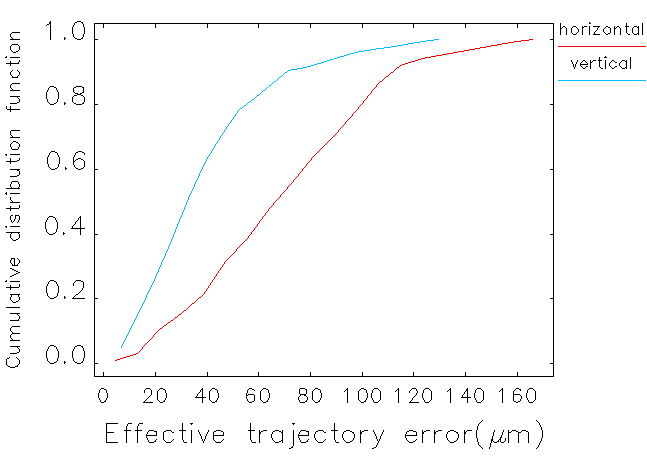 horizontal
vertical
Cumulative distribution function
1.0
0.8
0.6
0.4
0.2
0.0
0 20 40 60 80 100 120 140 160
Effective trajectory error(μm)